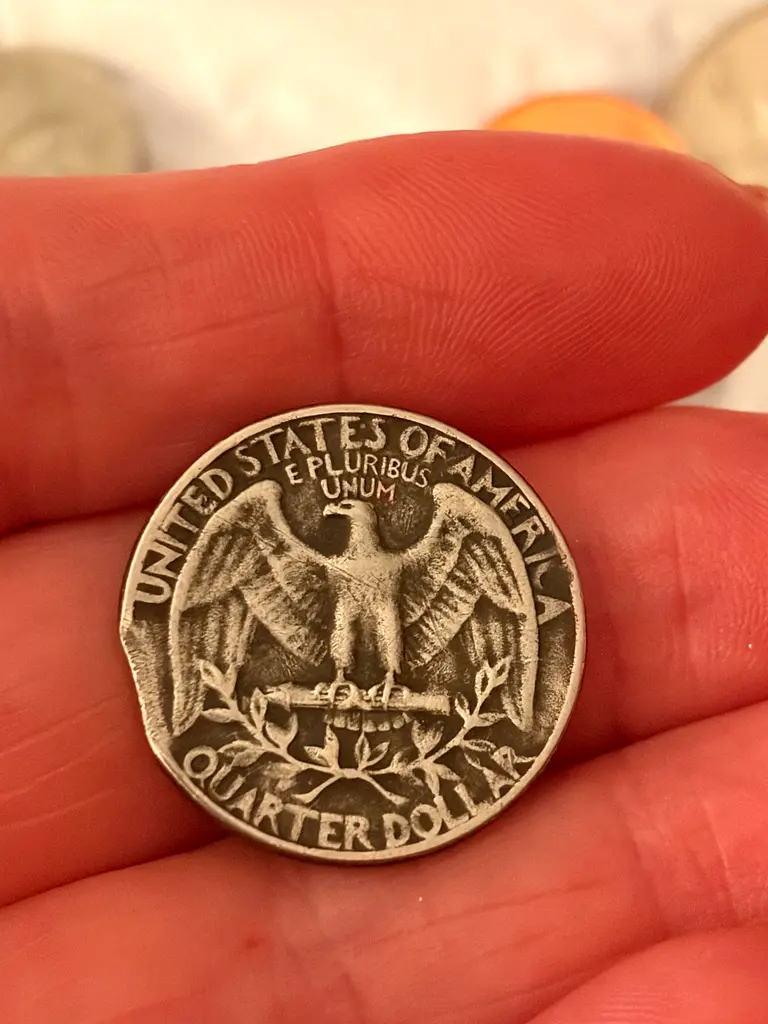 UNITED STATES OF AMERICA
E PLURIBUS
UNUM
QUARTER DOLLAR